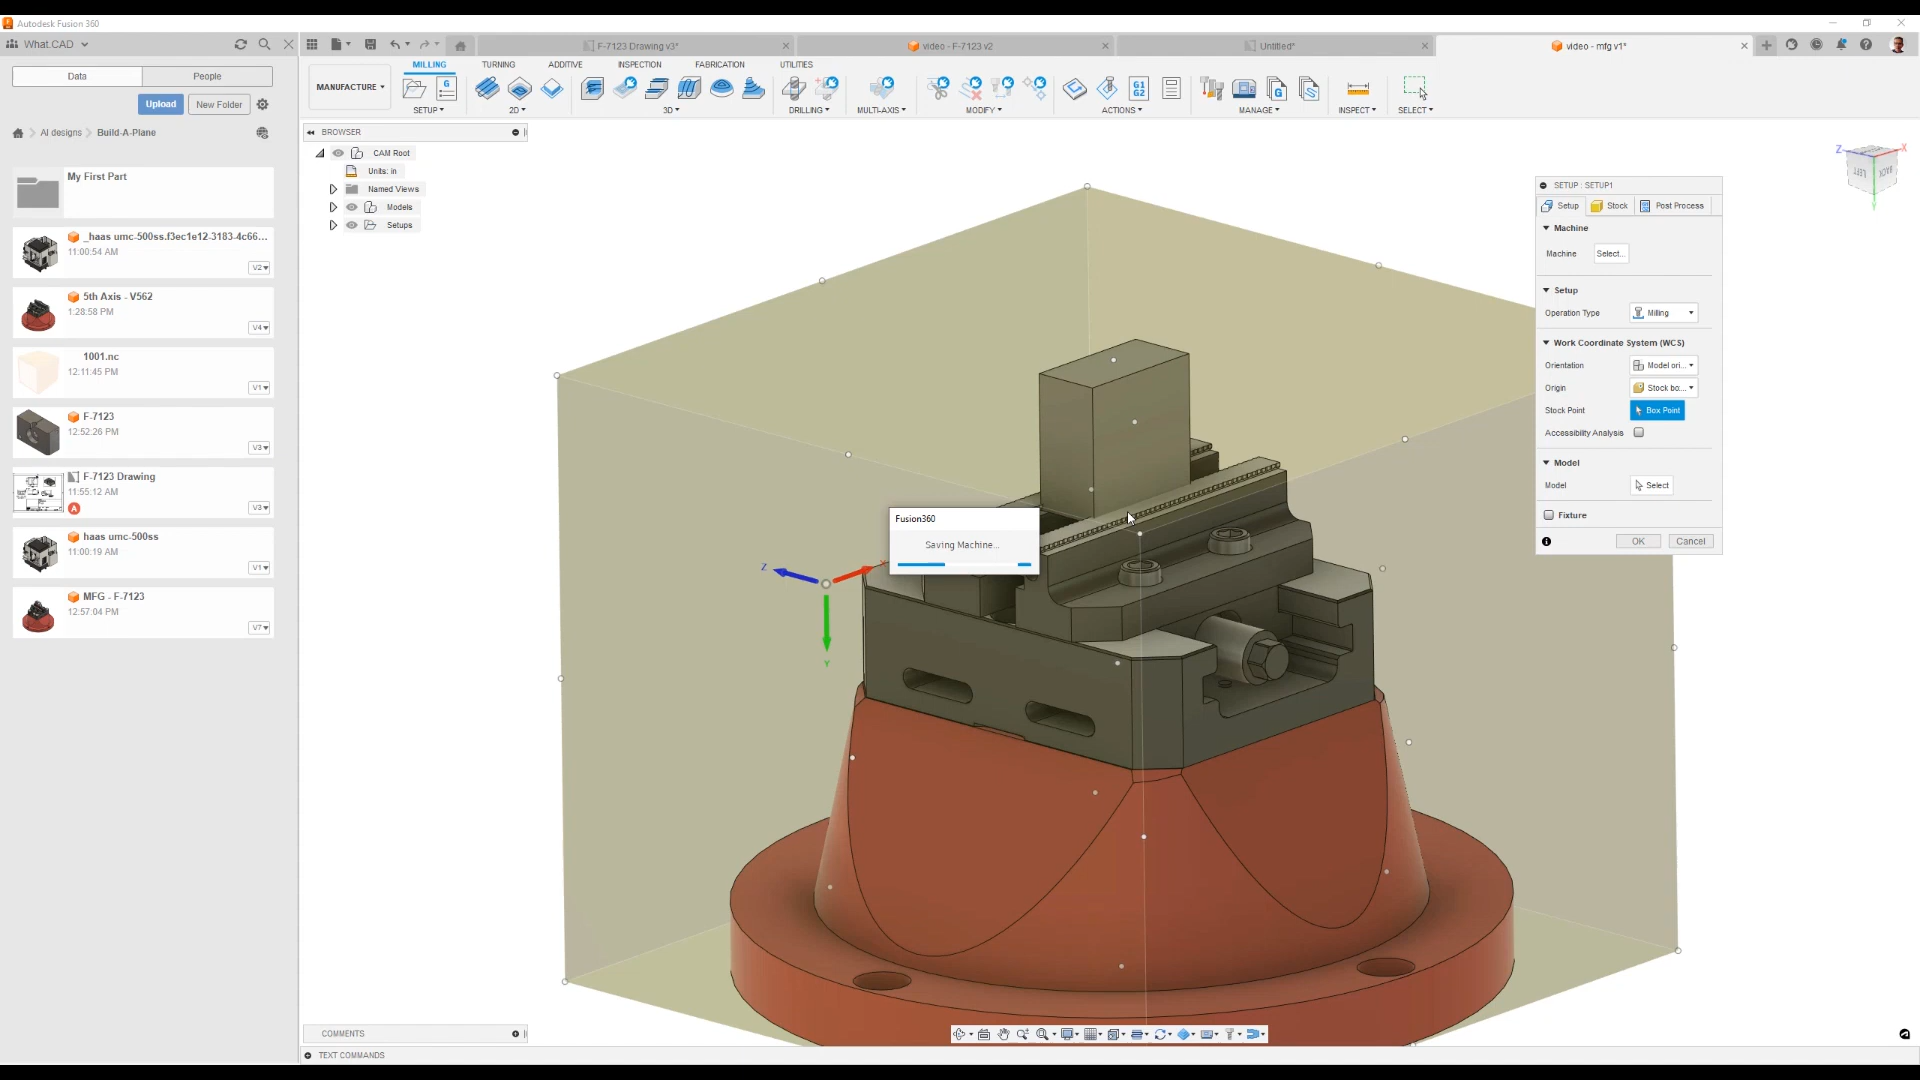 Autodesk Fusion 360
What.CAD
F-7123 Drawing v3*
video - F-7123 v2
Untitled*
video - mfg v1*
Data
People
Upload
New Folder
AI designs
Build-A-Plane
My First Part
_haas umc-500ss.f3ec1e12-3183-4c66...
11:00:54 AM
V2
5th Axis - V562
1:28:58 PM
V4
1001.nc
12:11:45 PM
V1
F-7123
12:52:26 PM
V3
F-7123 Drawing
11:55:12 AM
A
V3
haas umc-500ss
11:00:19 AM
V1
MFG - F-7123
12:57:04 PM
V7
MANUFACTURE
MILLING
TURNING
ADDITIVE
INSPECTION
FABRICATION
UTILITIES
G
G1
G2
G
SETUP
2D
3D
DRILLING
MULTI-AXIS
MODIFY
ACTIONS
MANAGE
INSPECT
SELECT
BROWSER
CAM Root
Units: in
Named Views
Models
Setups
Z
X
LEFT
BACK
Y
SETUP : SETUP1
Setup
Stock
Post Process
Machine
Machine
Select...
Setup
Operation Type
Milling
Work Coordinate System (WCS)
Orientation
Model ori...
Origin
Stock bo...
Stock Point
Box Point
Accessibility Analysis
Model
Model
Select
Fixture
OK
Cancel
Fusion360
Saving Machine...
Z
X
Y
COMMENTS
TEXT COMMANDS